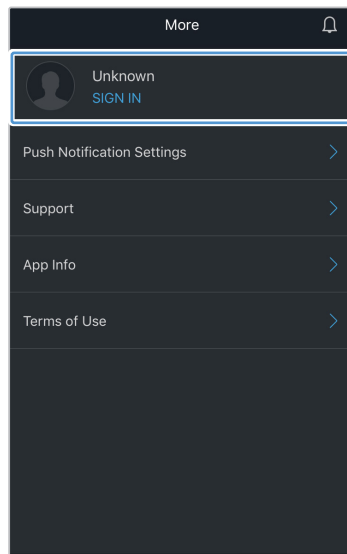 More
Unknown
SIGN IN
Push Notification Settings
Support
App Info
Terms of Use